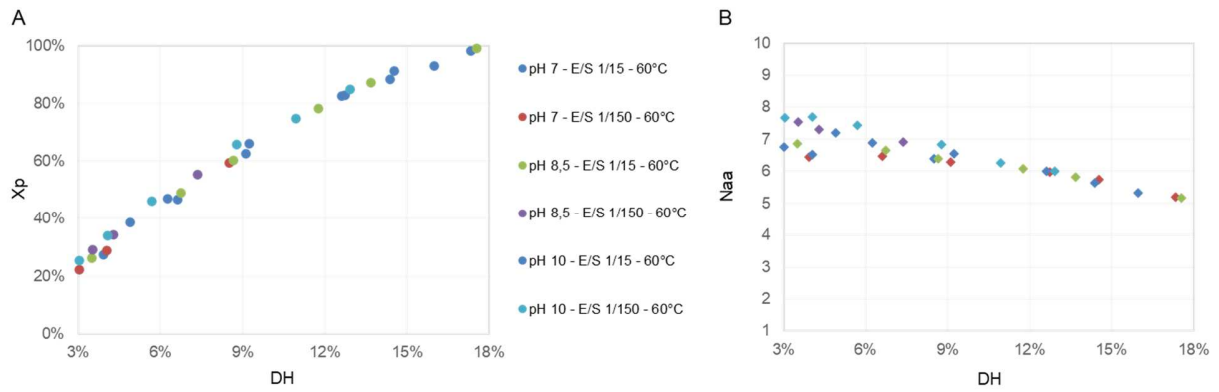 A
Xp
100%
80%
60%
40%
20%
0%
3%
6%
9%
12%
15%
18%
DH
pH 7 - E/S 1/15 - 60°C
pH 7 - E/S 1/150 - 60°C
pH 8,5 - E/S 1/15 - 60°C
pH 8,5 - E/S 1/150 - 60°C
pH 10 - E/S 1/15 - 60°C
pH 10 - E/S 1/150 - 60°C
B
Naa
10
9
8
7
6
5
4
3
2
1
3%
6%
9%
12%
15%
18%
DH